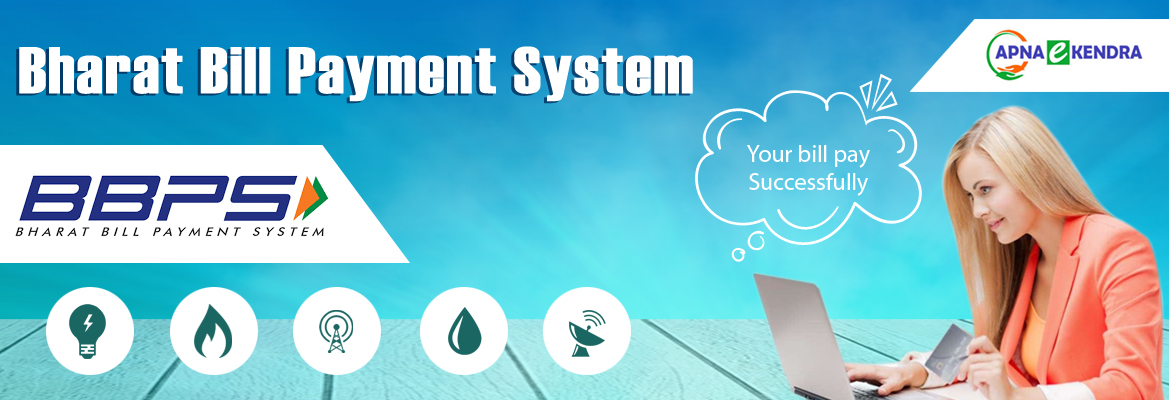 Bharat Bill Payment System
APNA e KENDRA
Your bill pay
Successfully
BBPS
BHARAT BILL PAYMENT SYSTEM